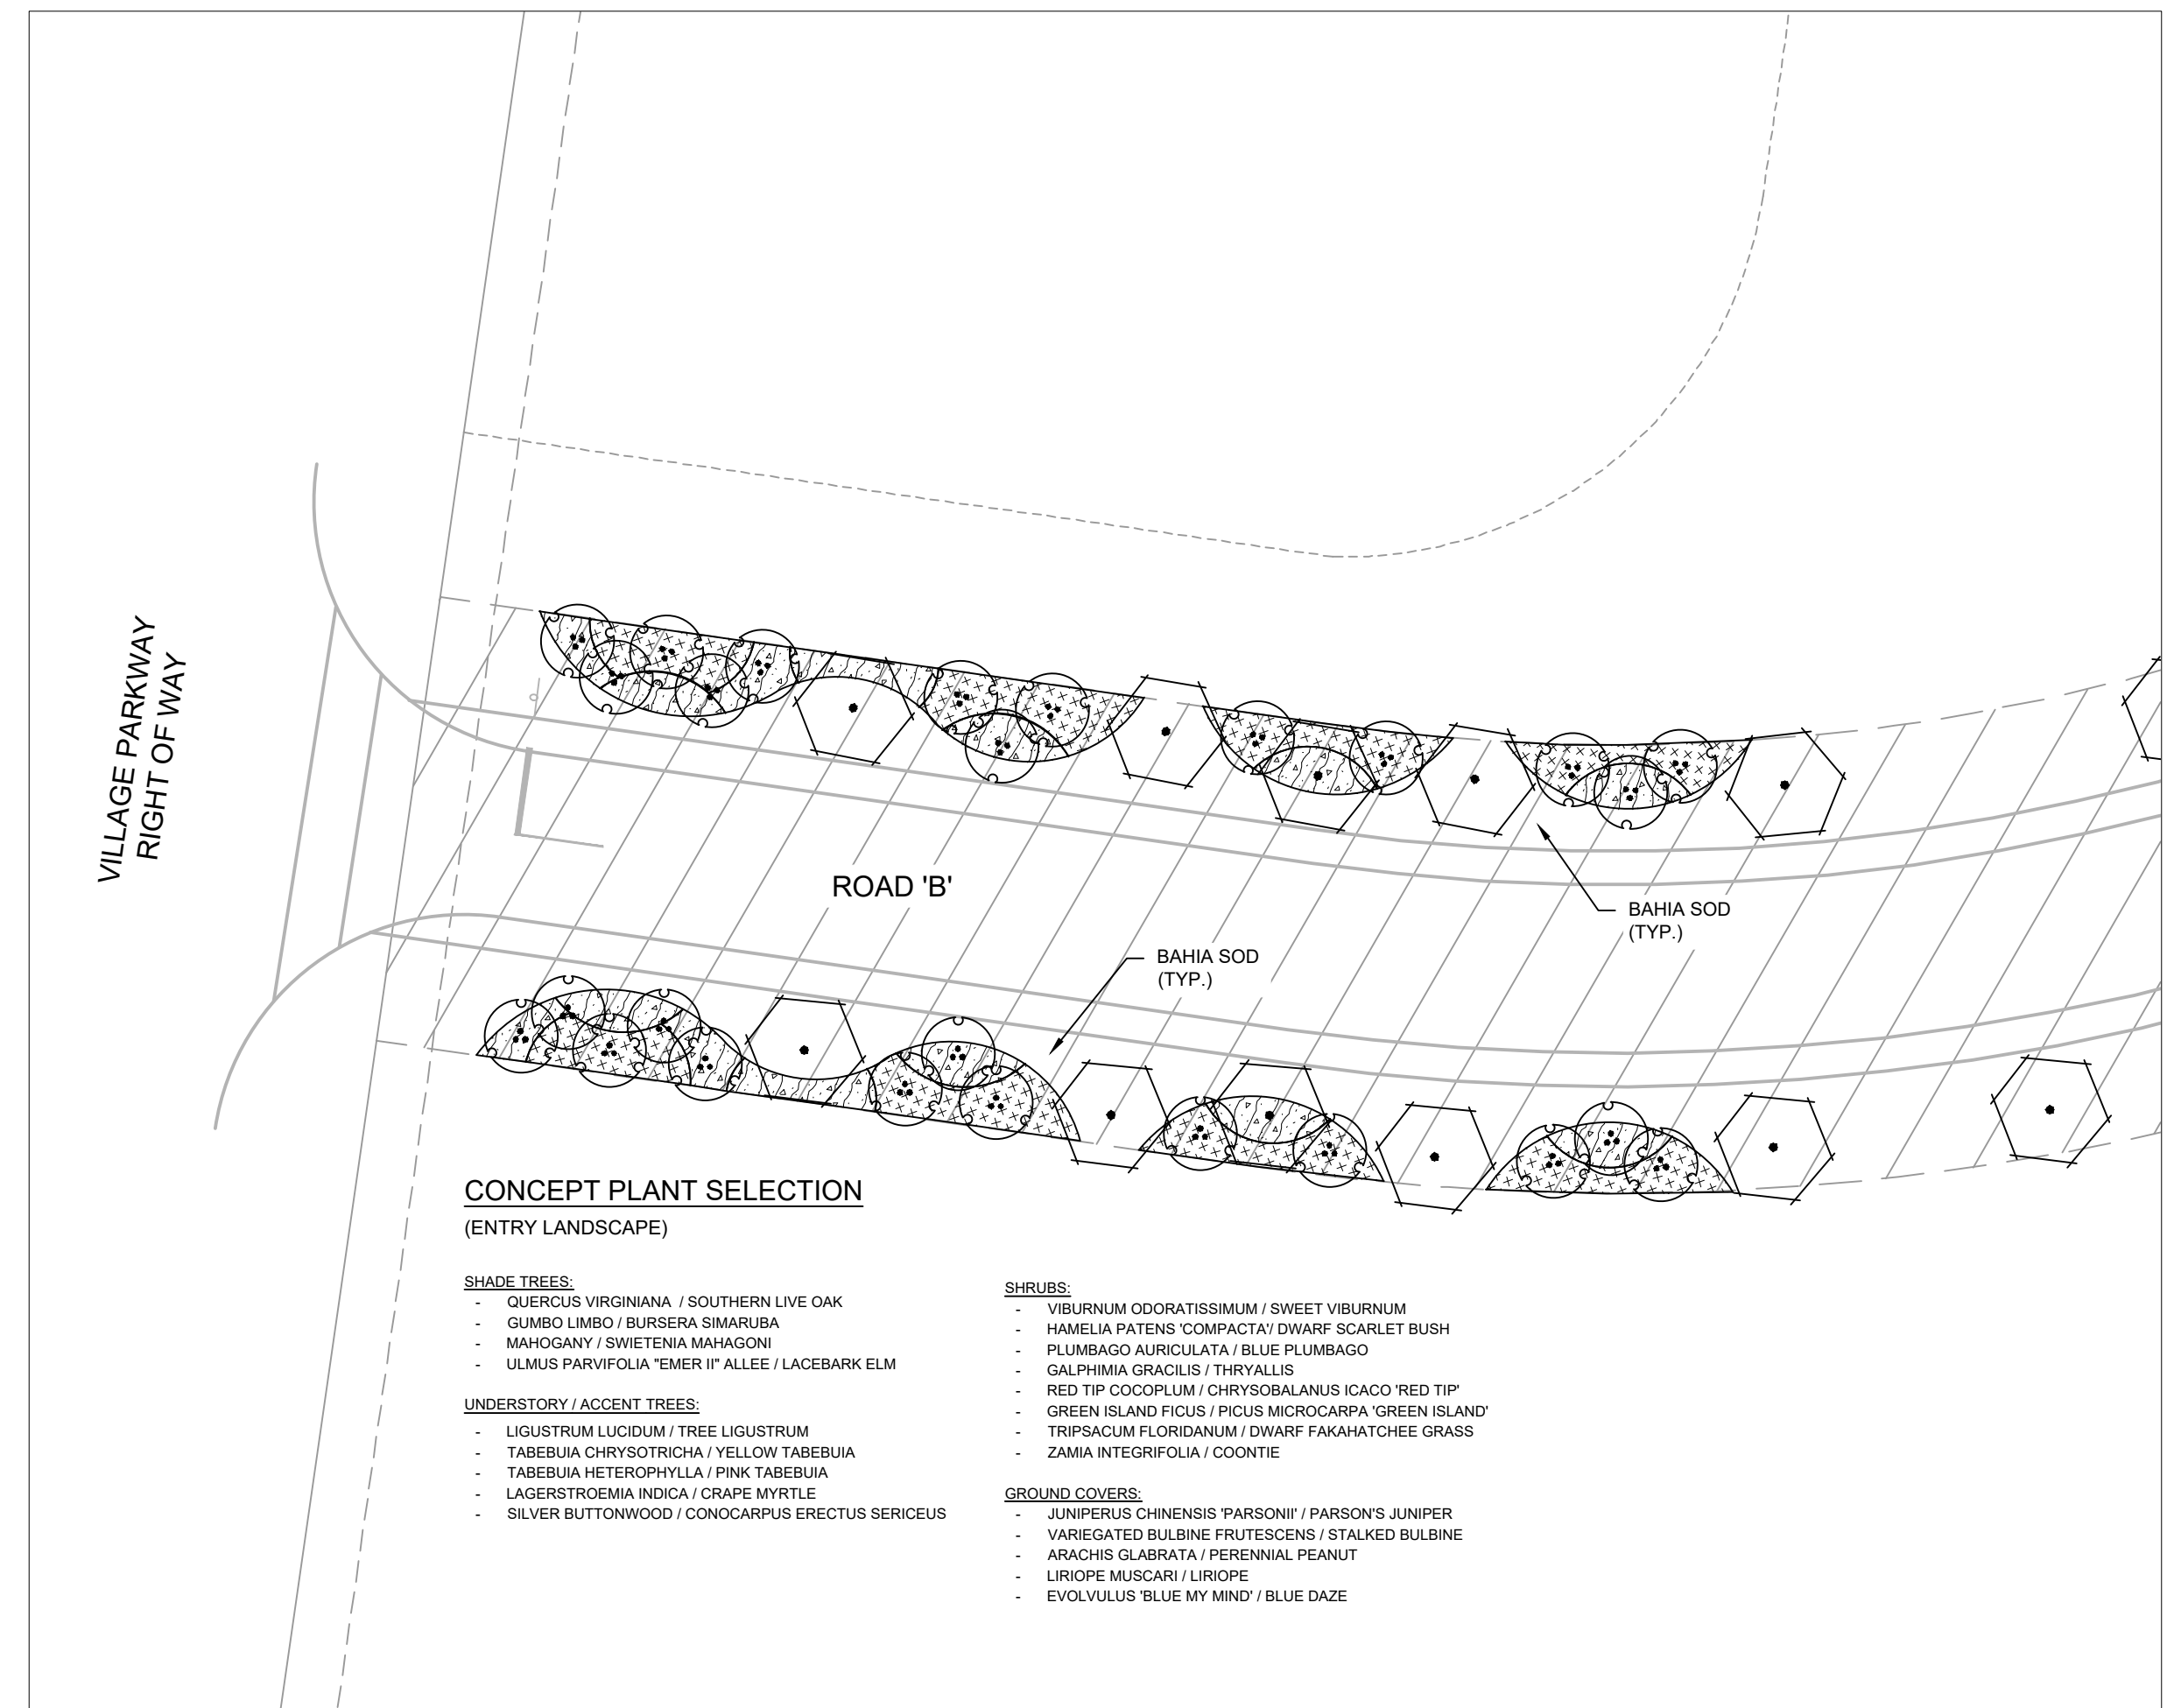 VILLAGE PARKWAY
RIGHT OF WAY
ROAD 'B'
BAHIA SOD
(TYP.)
BAHIA SOD
(TYP.)
CONCEPT PLANT SELECTION
(ENTRY LANDSCAPE)
SHADE TREES:
- QUERCUS VIRGINIANA / SOUTHERN LIVE OAK
- GUMBO LIMBO / BURSERA SIMARUBA
- MAHOGANY / SWIETENIA MAHAGONI
- ULMUS PARVIFOLIA "EMER II" ALLEE / LACEBARK ELM
UNDERSTORY / ACCENT TREES:
- LIGUSTRUM LUCIDUM / TREE LIGUSTRUM
- TABEBUIA CHRYSOTRICHA / YELLOW TABEBUIA
- TABEBUIA HETEROPHYLLA / PINK TABEBUIA
- LAGERSTROEMIA INDICA / CRAPE MYRTLE
- SILVER BUTTONWOOD / CONOCARPUS ERECTUS SERICEUS
SHRUBS:
- VIBURNUM ODORATISSIMUM / SWEET VIBURNUM
- HAMELIA PATENS 'COMPACTA'/ DWARF SCARLET BUSH
- PLUMBAGO AURICULATA / BLUE PLUMBAGO
- GALPHIMIA GRACILIS / THRYALLIS
- RED TIP COCOPLUM / CHRYSOBALANUS ICACO 'RED TIP'
- GREEN ISLAND FICUS / PICUS MICROCARPA 'GREEN ISLAND'
- TRIPSACUM FLORIDANUM / DWARF FAKAHATCHEE GRASS
- ZAMIA INTEGRIFOLIA / COONTIE
GROUND COVERS:
- JUNIPERUS CHINENSIS 'PARSONII' / PARSON'S JUNIPER
- VARIEGATED BULBINE FRUTESCENS / STALKED BULBINE
- ARACHIS GLABRATA / PERENNIAL PEANUT
- LIRIOPE MUSCARI / LIRIOPE
- EVOLVULUS 'BLUE MY MIND' / BLUE DAZE